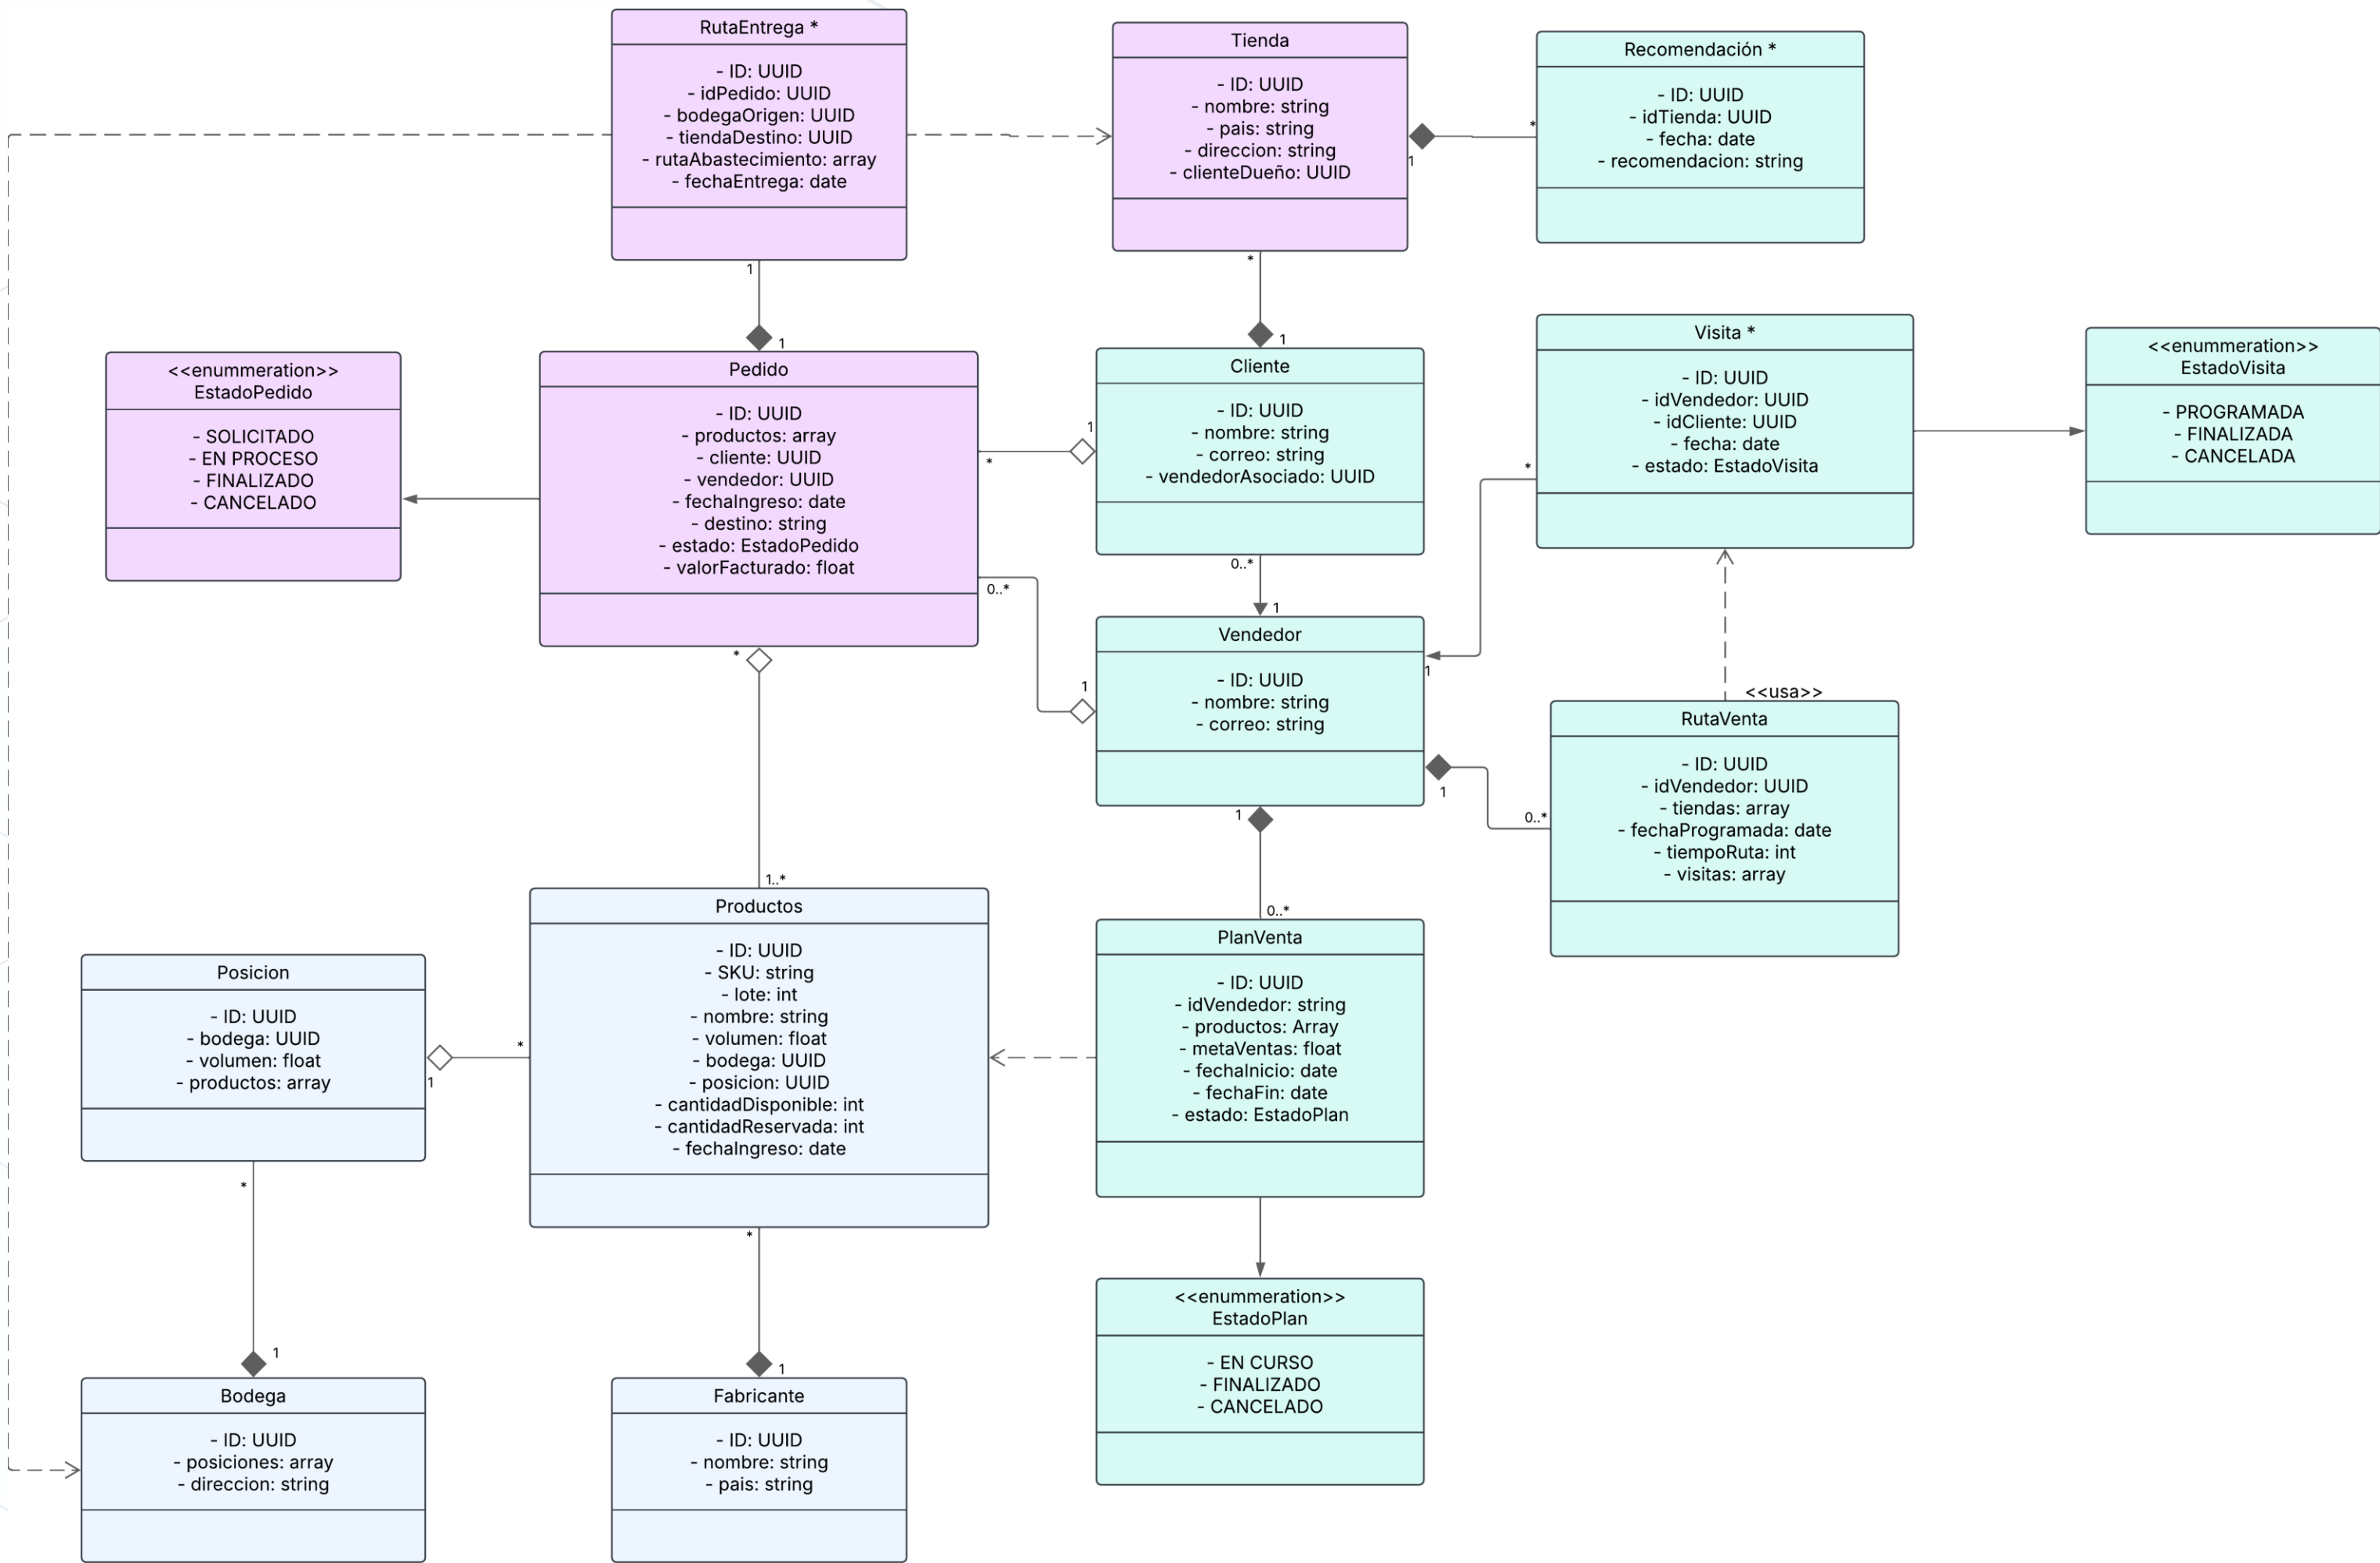 RutaEntrega *
- ID: UUID
- idPedido: UUID
- bodegaOrigen: UUID
- tiendaDestino: UUID
- rutaAbastecimiento: array
- fechaEntrega: date
1
1
Tienda
- ID: UUID
- nombre: string
- pais: string
- direccion: string
- clienteDueño: UUID
1
*
*
1
Recomendación *
- ID: UUID
- idTienda: UUID
- fecha: date
- recomendacion: string
<<enummeration>>
EstadoPedido
- SOLICITADO
- EN PROCESO
- FINALIZADO
- CANCELADO
Pedido
- ID: UUID
- productos: array
- cliente: UUID
- vendedor: UUID
- fechaIngreso: date
- destino: string
- estado: EstadoPedido
- valorFacturado: float
*
1
0..*
1
*
1..*
Cliente
- ID: UUID
- nombre: string
- correo: string
- vendedorAsociado: UUID
0..*
1
Visita *
- ID: UUID
- idVendedor: UUID
- idCliente: UUID
- fecha: date
- estado: EstadoVisita
*
1
<<enummeration>>
EstadoVisita
- PROGRAMADA
- FINALIZADA
- CANCELADA
Vendedor
- ID: UUID
- nombre: string
- correo: string
1
0..*
1
0..*
<<usa>>
RutaVenta
- ID: UUID
- idVendedor: UUID
- tiendas: array
- fechaProgramada: date
- tiempoRuta: int
- visitas: array
Posicion
- ID: UUID
- bodega: UUID
- volumen: float
- productos: array
1
*
*
1
Productos
- ID: UUID
- SKU: string
- lote: int
- nombre: string
- volumen: float
- bodega: UUID
- posicion: UUID
- cantidadDisponible: int
- cantidadReservada: int
- fechaIngreso: date
*
1
PlanVenta
- ID: UUID
- idVendedor: string
- productos: Array
- metaVentas: float
- fechaInicio: date
- fechaFin: date
- estado: EstadoPlan
Bodega
- ID: UUID
- posiciones: array
- direccion: string
Fabricante
- ID: UUID
- nombre: string
- pais: string
<<enummeration>>
EstadoPlan
- EN CURSO
- FINALIZADO
- CANCELADO